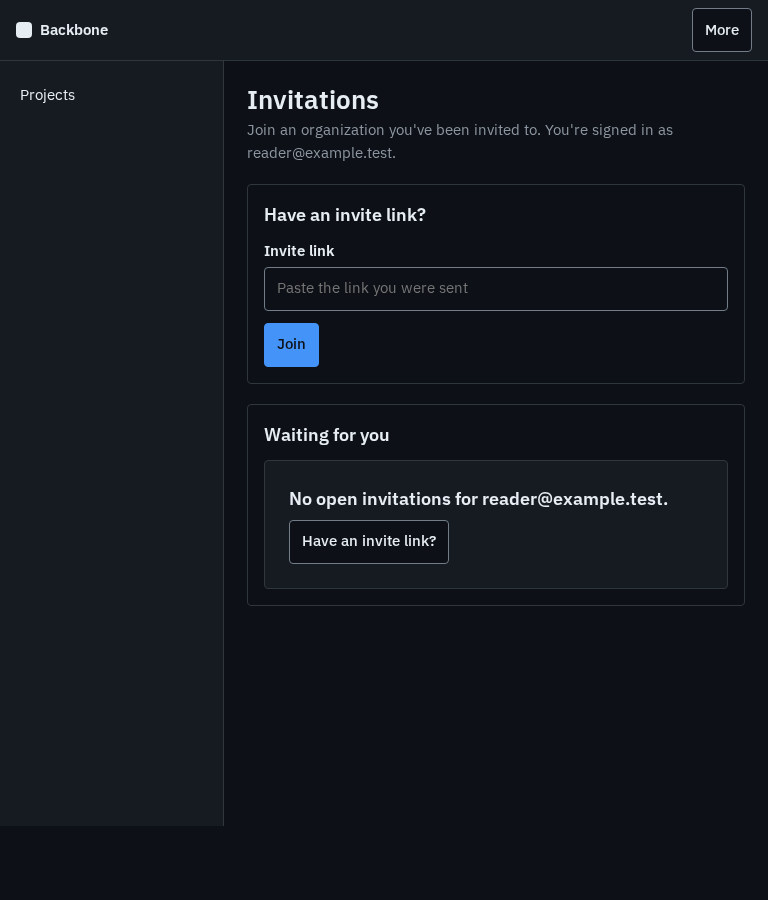 Backbone
More
Projects
Invitations
Join an organization you've been invited to. You're signed in as
reader@example.test.
Have an invite link?
Invite link
Paste the link you were sent
Join
Waiting for you
No open invitations for reader@example.test.
Have an invite link?